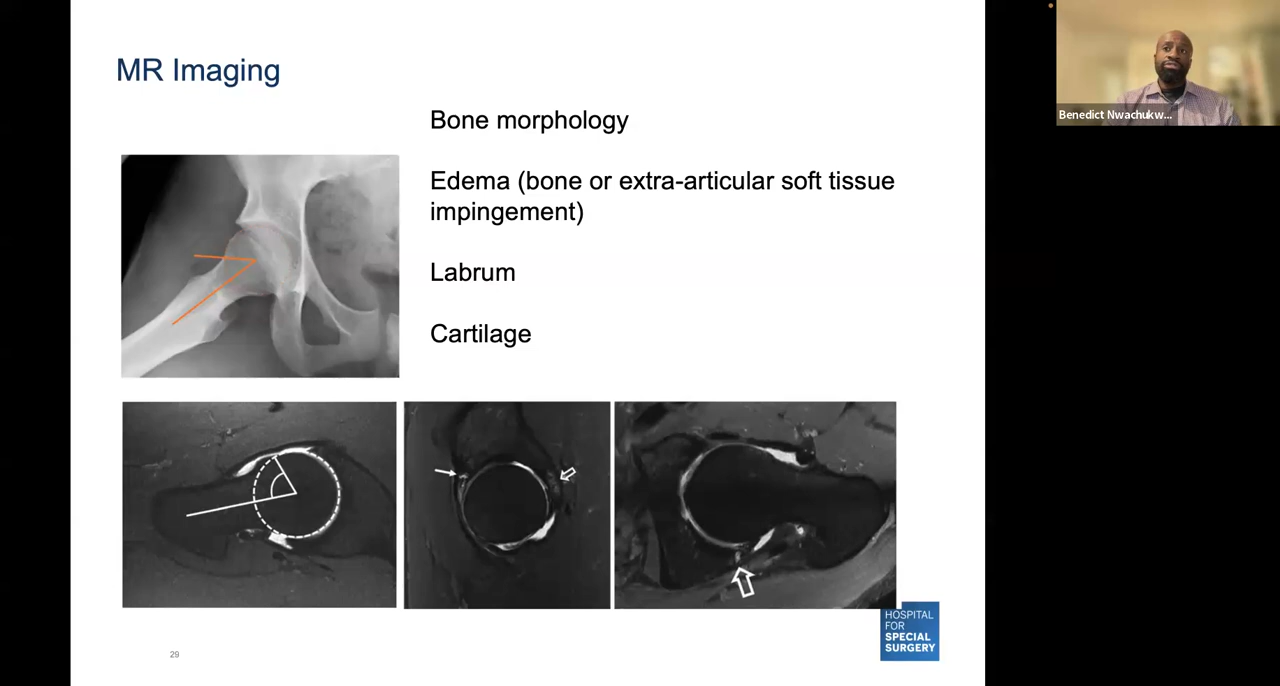 MR Imaging
Bone morphology
Edema (bone or extra-articular soft tissue
impingement)
Labrum
Cartilage
HOSPITAL
FOR
SPECIAL
SURGERY
29
Benedict Nwachukw...